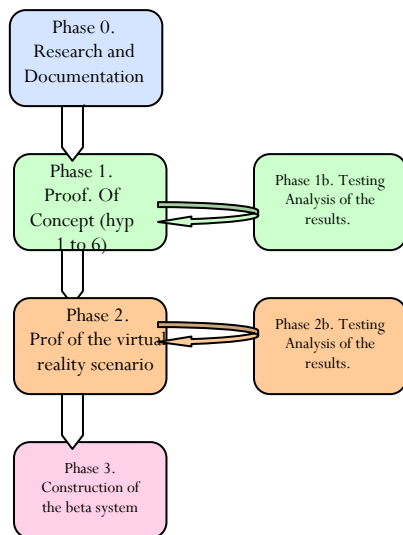 Phase 0.
Research and
Documentation
Phase 1.
Proof. Of
Concept (hyp
1 to 6)
Phase 1b. Testing
Analysis of the
results.
Phase 2.
Prof of the virtual
reality scenario
Phase 2b. Testing
Analysis of the
results.
Phase 3.
Construction of
the beta system